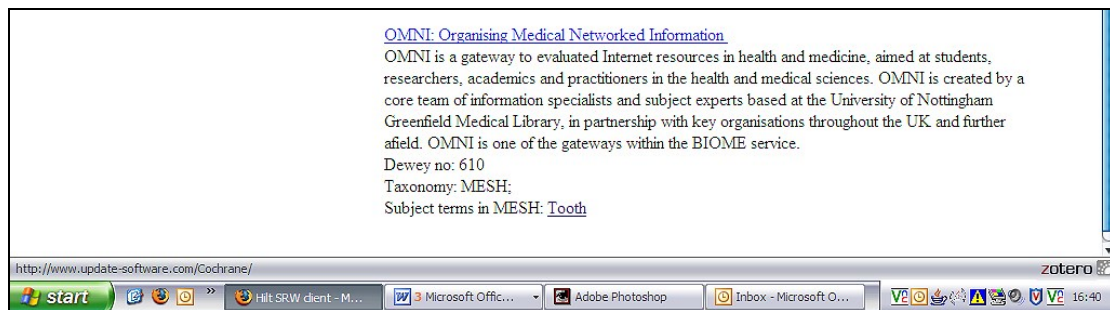 OMNI: Organising Medical Networked Information
OMNI is a gateway to evaluated Internet resources in health and medicine, aimed at students,
researchers, academics and practitioners in the health and medical sciences. OMNI is created by a
core team of information specialists and subject experts based at the University of Nottingham
Greenfield Medical Library, in partnership with key organisations throughout the UK and further
afield. OMNI is one of the gateways within the BIOME service.
Dewey no: 610
Taxonomy: MESH;
Subject terms in MESH: Tooth
http://www.update-software.com/Cochrane/ zotero
start » Hilt SRW client - M... 3 Microsoft Offic... Adobe Photoshop Inbox - Microsoft O... V2 V2 16:40